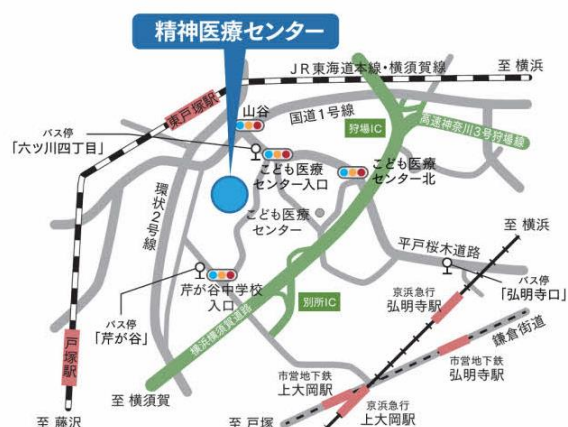 精神医療センター
JR東海道本線・横須賀線
至 横浜
東戸塚駅
山谷
国道1号線
狩場IC
高速神奈川3号狩場線
バス停
「六ツ川四丁目」
こども医療
センター入口
こども医療
センター北
環状2号線
こども医療
センター
至 横浜
平戸桜木道路
芹が谷中学校
入口
バス停
「弘明寺口」
京浜急行
弘明寺駅
別所IC
バス停
「芹が谷」
横浜横須賀道路
鎌倉街道
戸塚駅
市営地下鉄
弘明寺駅
市営地下鉄
上大岡駅
至 横須賀
京浜急行
上大岡駅
至 藤沢
至 戸塚